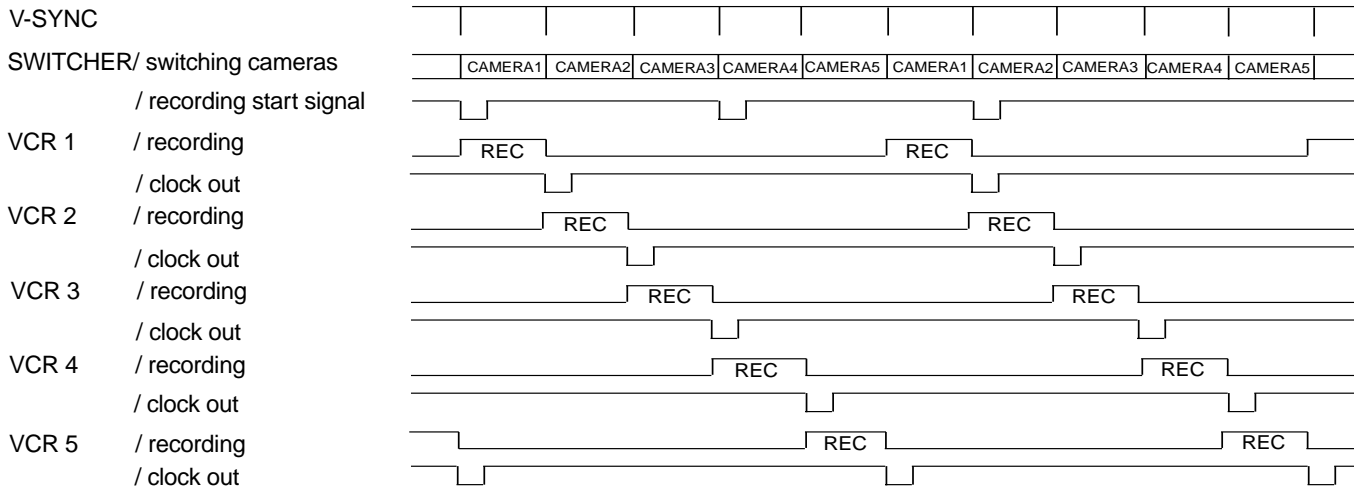 V-SYNC
SWITCHER/ switching cameras
CAMERA1 CAMERA2 CAMERA3 CAMERA4 CAMERA5 CAMERA1 CAMERA2 CAMERA3 CAMERA4 CAMERA5
/ recording start signal
VCR 1 / recording REC REC
/ clock out
VCR 2 / recording REC REC
/ clock out
VCR 3 / recording REC REC
/ clock out
VCR 4 / recording REC REC
/ clock out
VCR 5 / recording REC REC
/ clock out